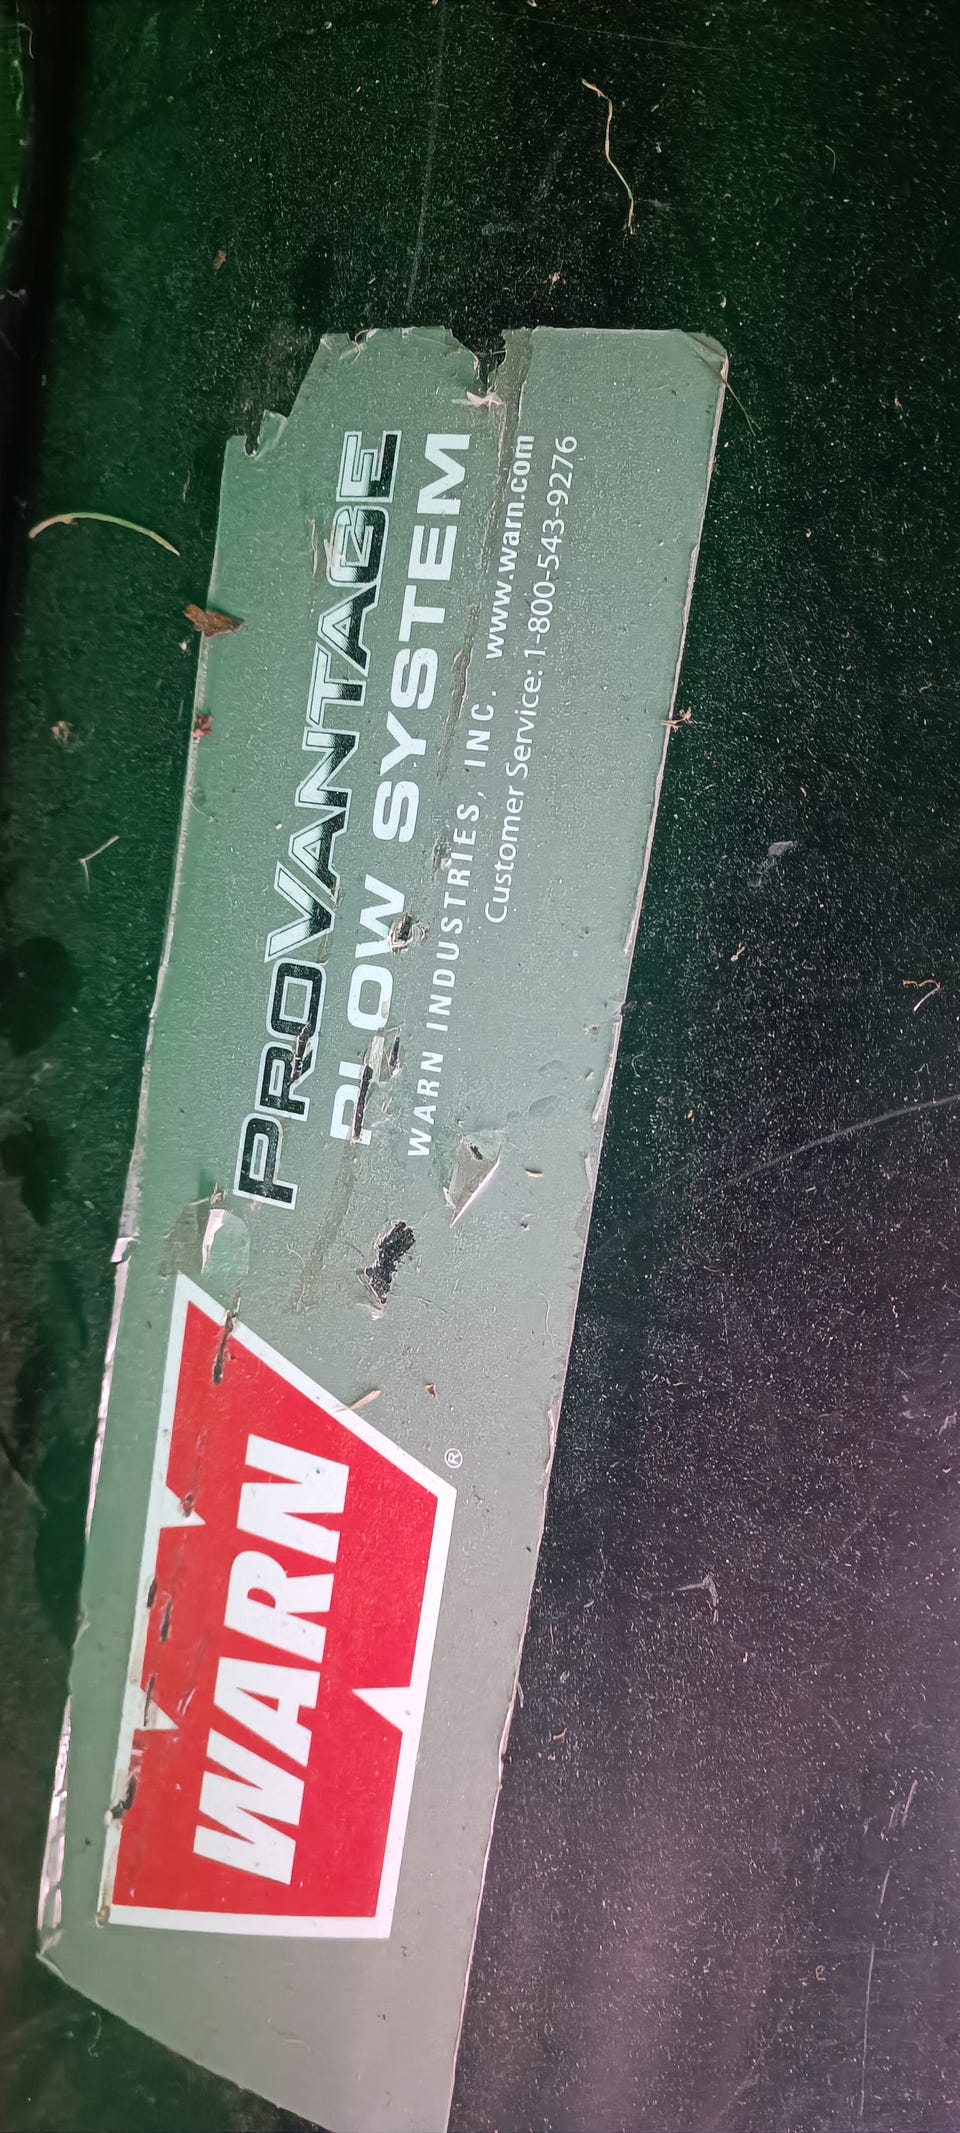 WARN®
PROVANTAGE
PLOW SYSTEM
WARN INDUSTRIES, INC. www.warn.com
Customer Service: 1-800-543-9276